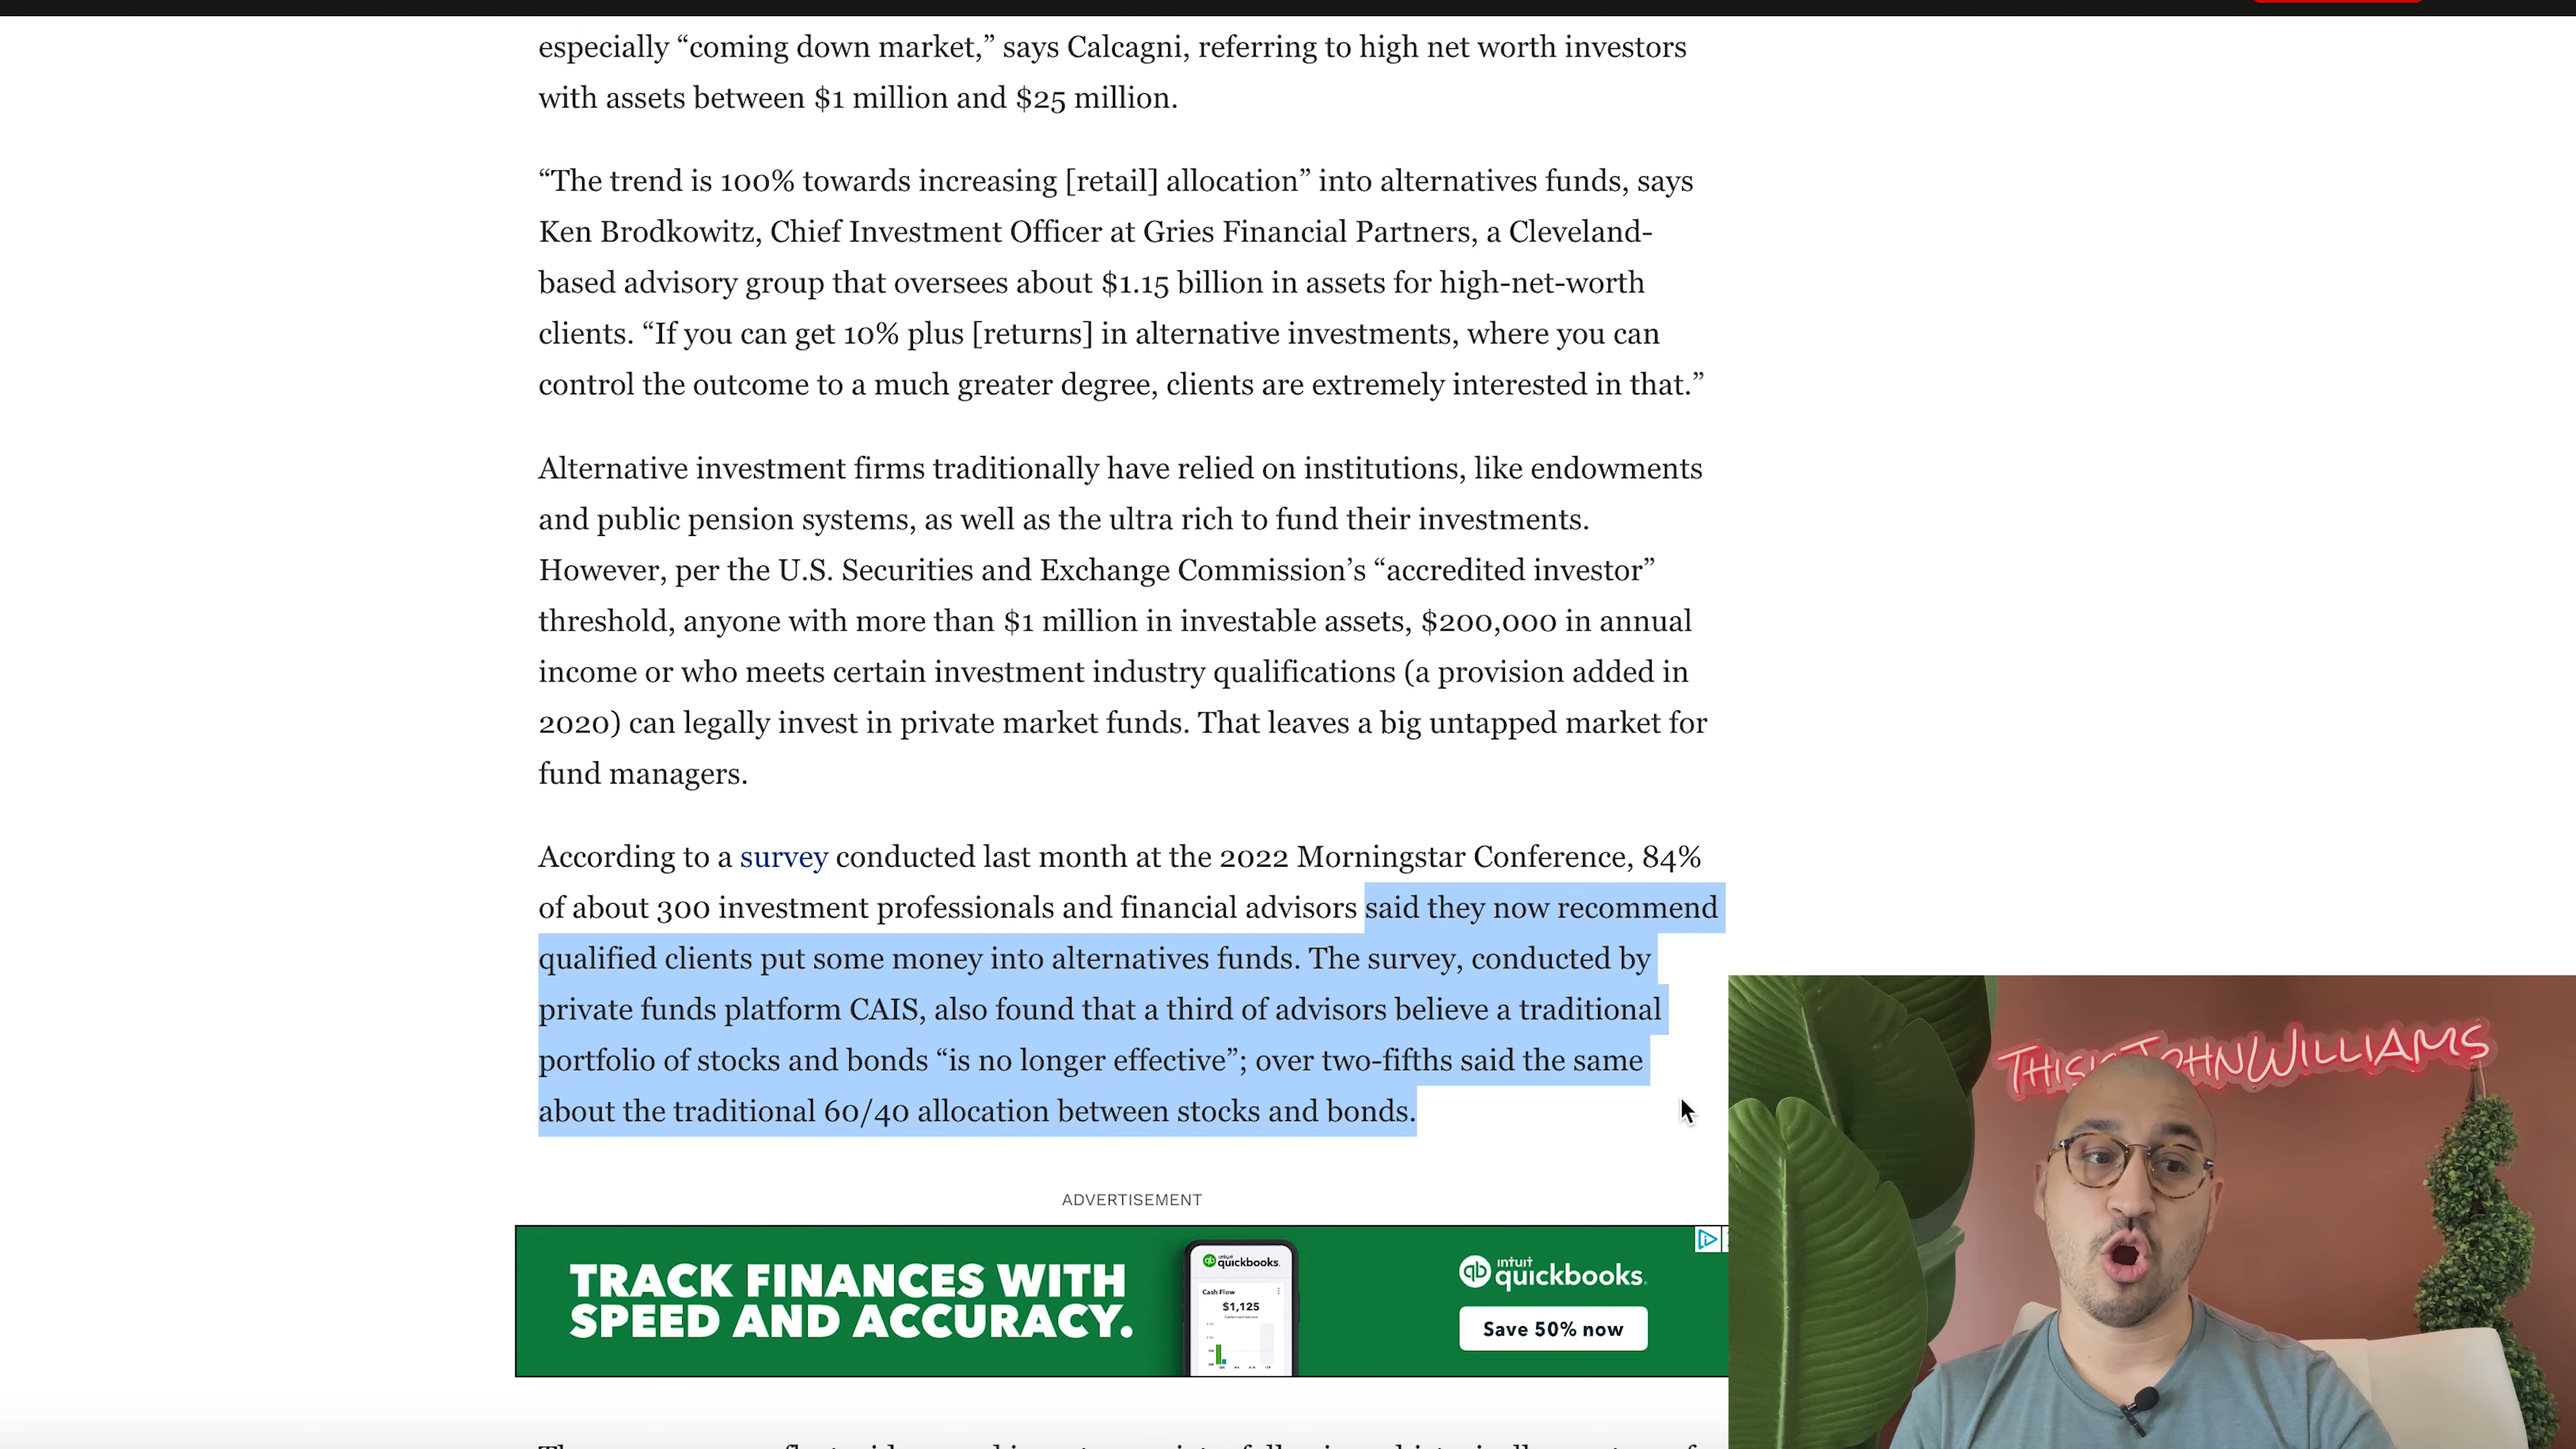 especially “coming down market,” says Calcagni, referring to high net worth investors
with assets between $1 million and $25 million.
“The trend is 100% towards increasing [retail] allocation” into alternatives funds, says
Ken Brodkowitz, Chief Investment Officer at Gries Financial Partners, a Cleveland-
based advisory group that oversees about $1.15 billion in assets for high-net-worth
clients. “If you can get 10% plus [returns] in alternative investments, where you can
control the outcome to a much greater degree, clients are extremely interested in that.”
Alternative investment firms traditionally have relied on institutions, like endowments
and public pension systems, as well as the ultra rich to fund their investments.
However, per the U.S. Securities and Exchange Commission’s “accredited investor”
threshold, anyone with more than $1 million in investable assets, $200,000 in annual
income or who meets certain investment industry qualifications (a provision added in
2020) can legally invest in private market funds. That leaves a big untapped market for
fund managers.
According to a survey conducted last month at the 2022 Morningstar Conference, 84%
of about 300 investment professionals and financial advisors said they now recommend
qualified clients put some money into alternatives funds. The survey, conducted by
private funds platform CAIS, also found that a third of advisors believe a traditional
portfolio of stocks and bonds “is no longer effective”; over two-fifths said the same
about the traditional 60/40 allocation between stocks and bonds.
THIS IS JOHN WILLIAMS
ADVERTISEMENT
TRACK FINANCES WITH
SPEED AND ACCURACY.
intuit
quickbooks.
Cash Flow
$1,125
intuit
quickbooks.
Save 50% now